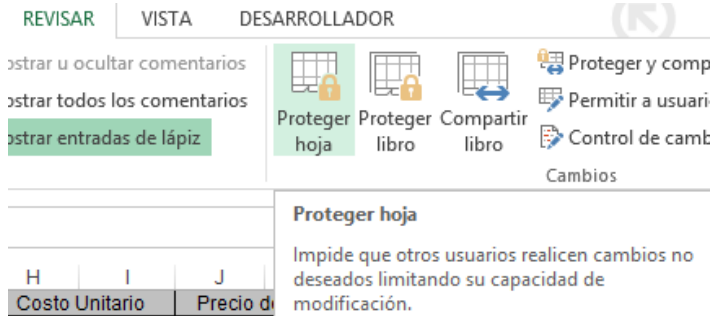 REVISAR VISTA DESARROLLADOR
ostrar u ocultar comentarios
ostrar todos los comentarios
ostrar entradas de lápiz
Proteger hoja
Proteger libro
Compartir libro
Proteger y comp
Permitir a usuari
Control de camb
Cambios
Proteger hoja
Impide que otros usuarios realicen cambios no
deseados limitando su capacidad de
modificación.
H I J
Costo Unitario Precio d